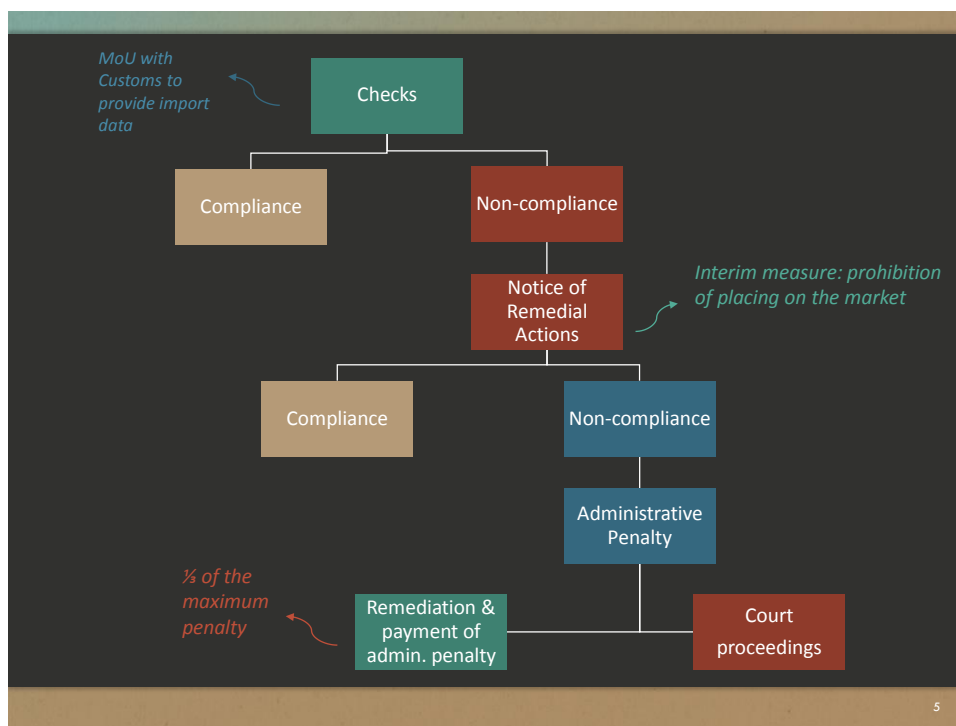 MoU with
Customs to
provide import
data
Checks
Compliance
Non-compliance
Notice of
Remedial
Actions
Interim measure: prohibition
of placing on the market
Compliance
Non-compliance
Administrative
Penalty
⅓ of the
maximum
penalty
Remediation &
payment of
admin. penalty
Court
proceedings
5